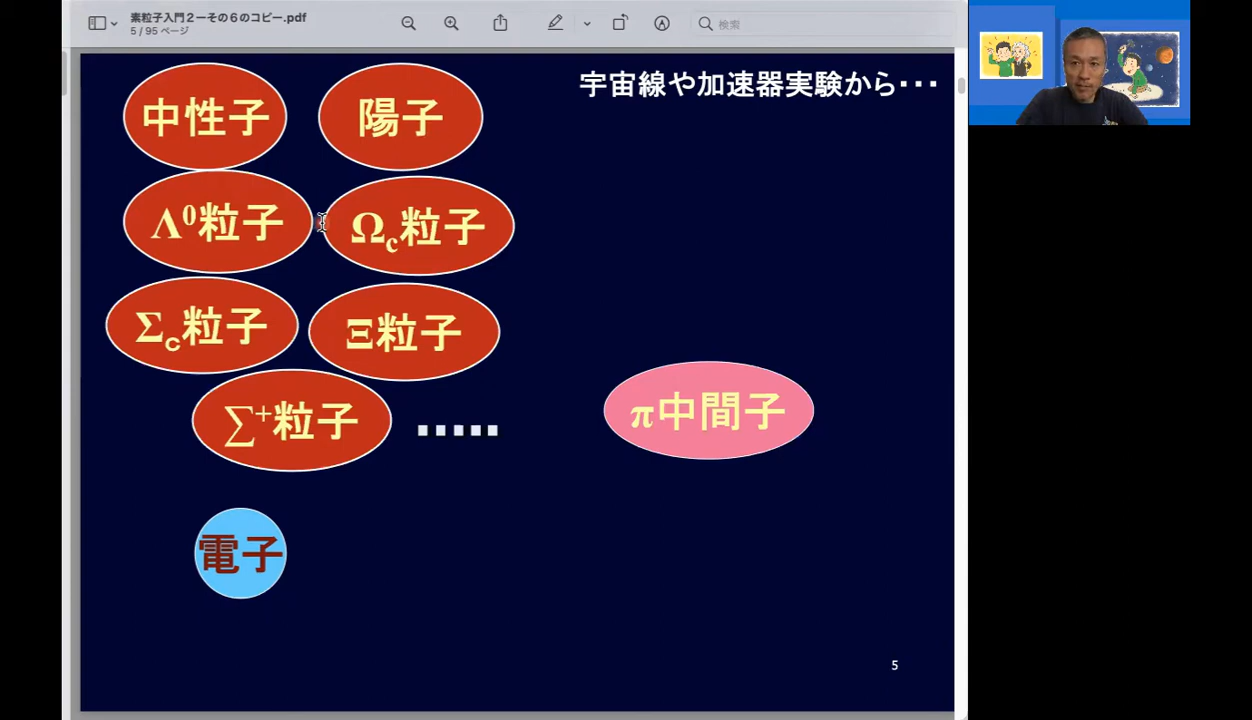 素粒子入門２ーその６のコピー.pdf
5 / 95 ページ
検索
宇宙線や加速器実験から･･･
中性子
陽子
Λ⁰粒子
Ωc粒子
Σc粒子
Ξ粒子
∑⁺粒子
.....
π中間子
電子
5